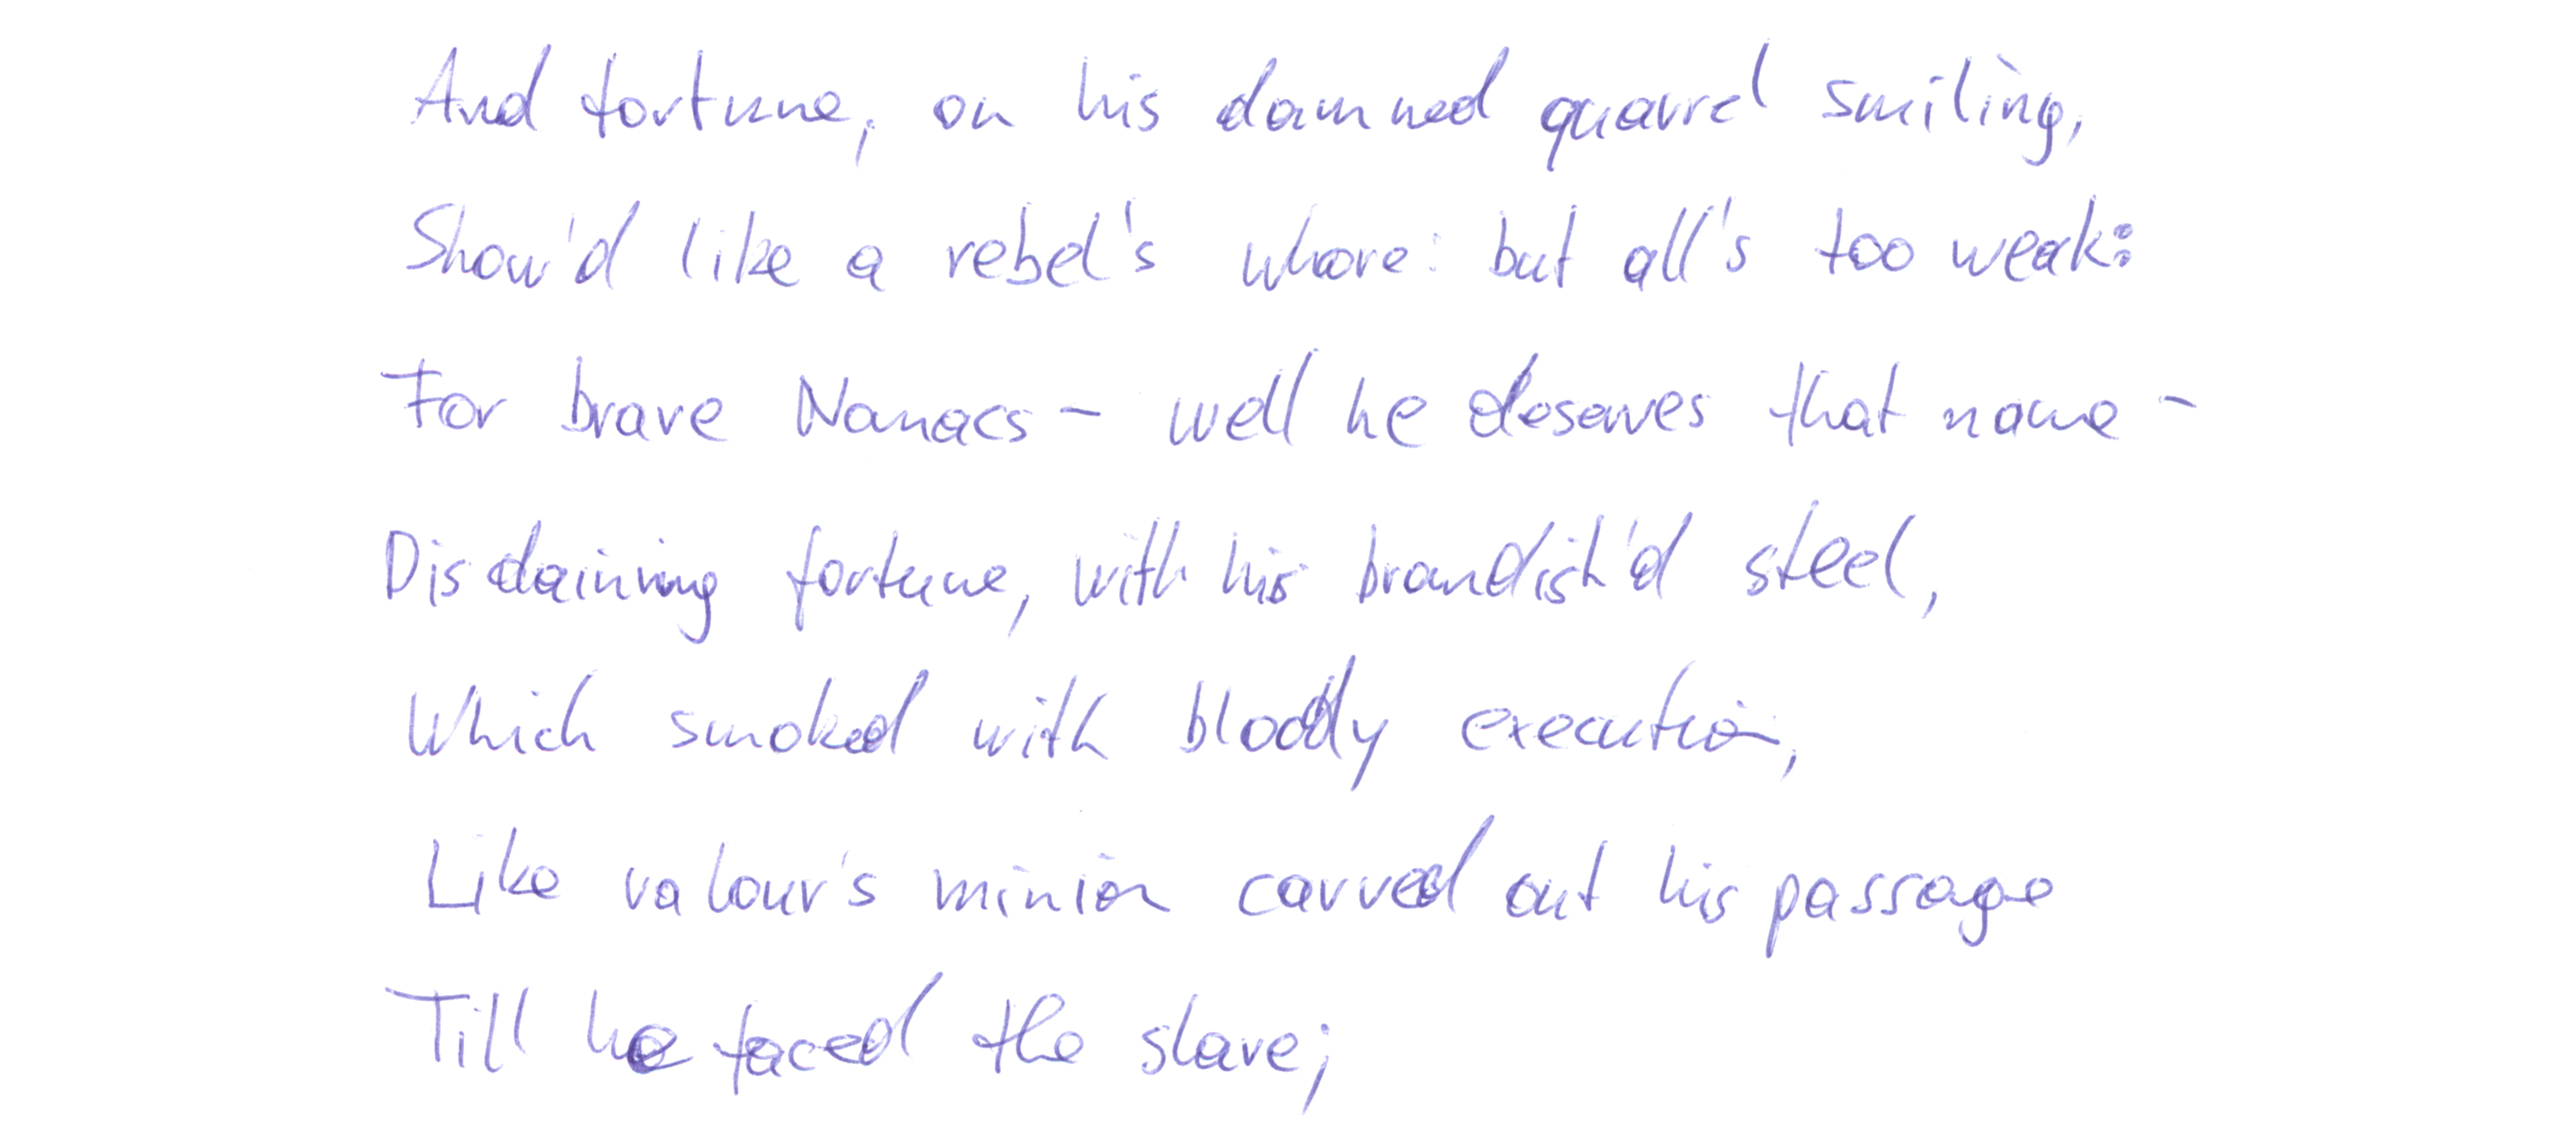 And fortune, on his damned quarrel smiling,
Show'd like a rebel's whore: but all's too weak:
For brave Nanacs - well he deserves that name -
Disdaining fortune, with his brandish'd steel,
Which smoked with bloody execution,
Like valour's minion carved out his passage
Till he faced the slave;